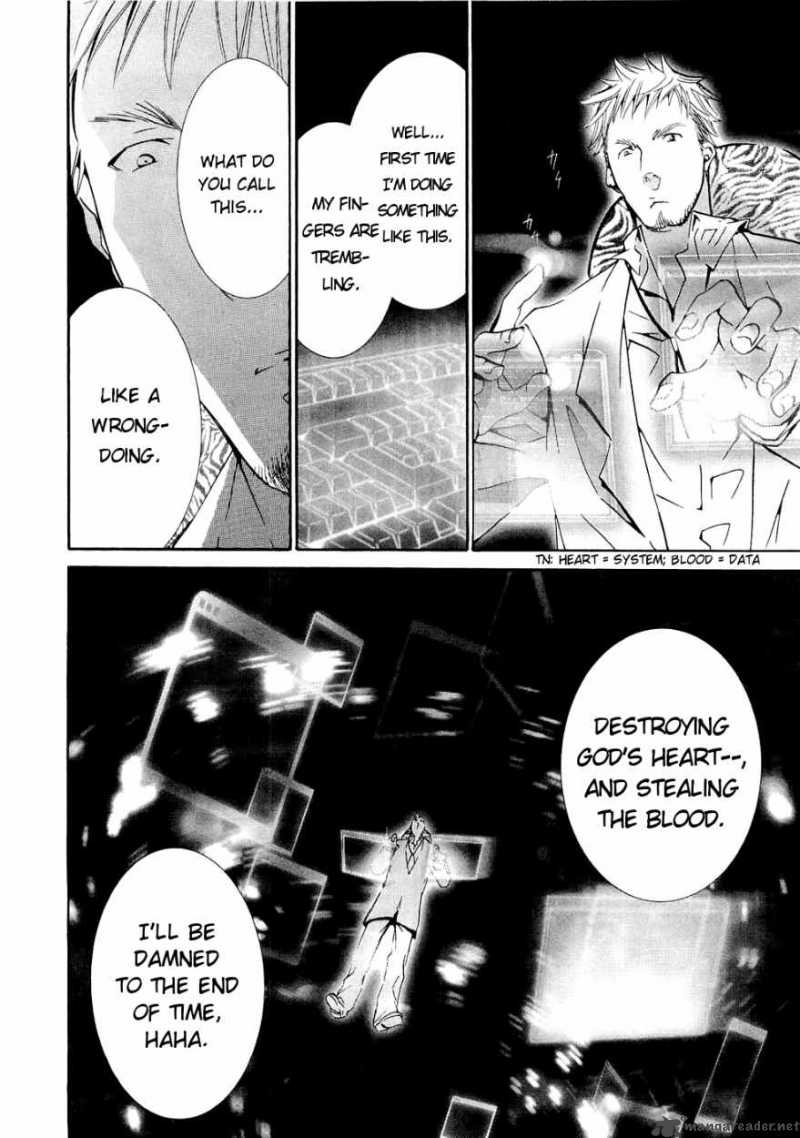 WELL...
FIRST TIME
I'M DOING
SOMETHING
LIKE THIS.
MY FIN-
GERS ARE
TREMB-
LING.
WHAT DO
YOU CALL
THIS...
LIKE A
WRONG-
DOING.
TN: HEART = SYSTEM; BLOOD = DATA
DESTROYING
GOD'S HEART--,
AND STEALING
THE BLOOD.
I'LL BE
DAMNED
TO THE END
OF TIME,
HAHA.
mangareader.net